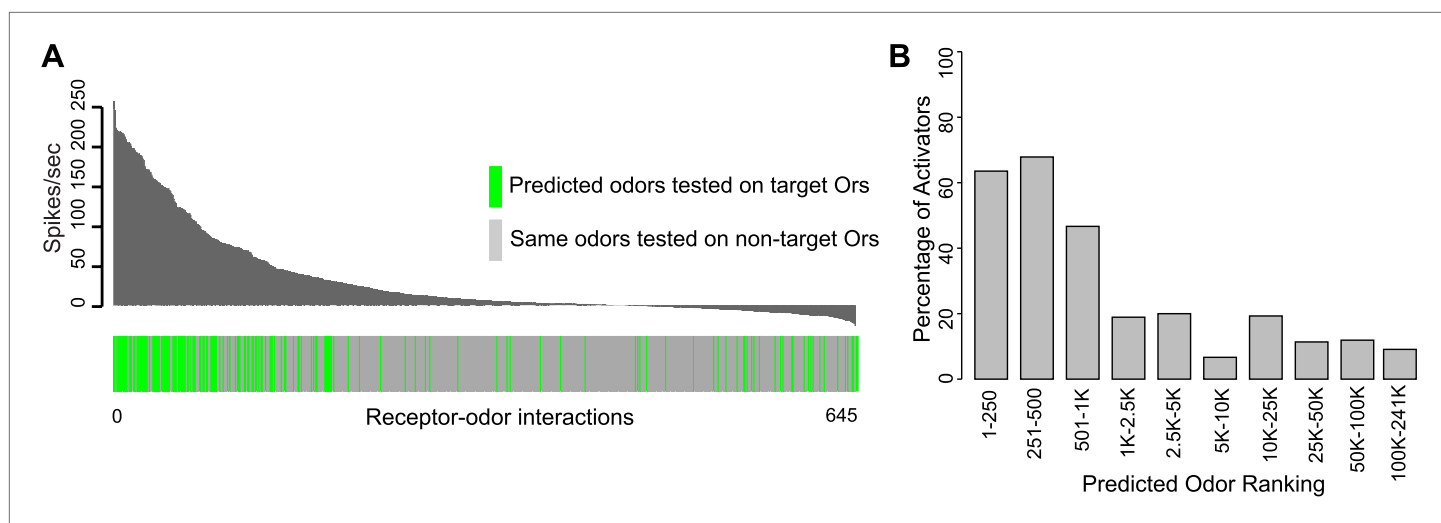 A
Spikes/sec
0 50 100 150 200 250
Predicted odors tested on target Ors
Same odors tested on non-target Ors
0 Receptor-odor interactions 645
B
Percentage of Activators
0 20 40 60 80 100
1-250
251-500
501-1K
1K-2.5K
2.5K-5K
5K-10K
10K-25K
25K-50K
50K-100K
100K-241K
Predicted Odor Ranking